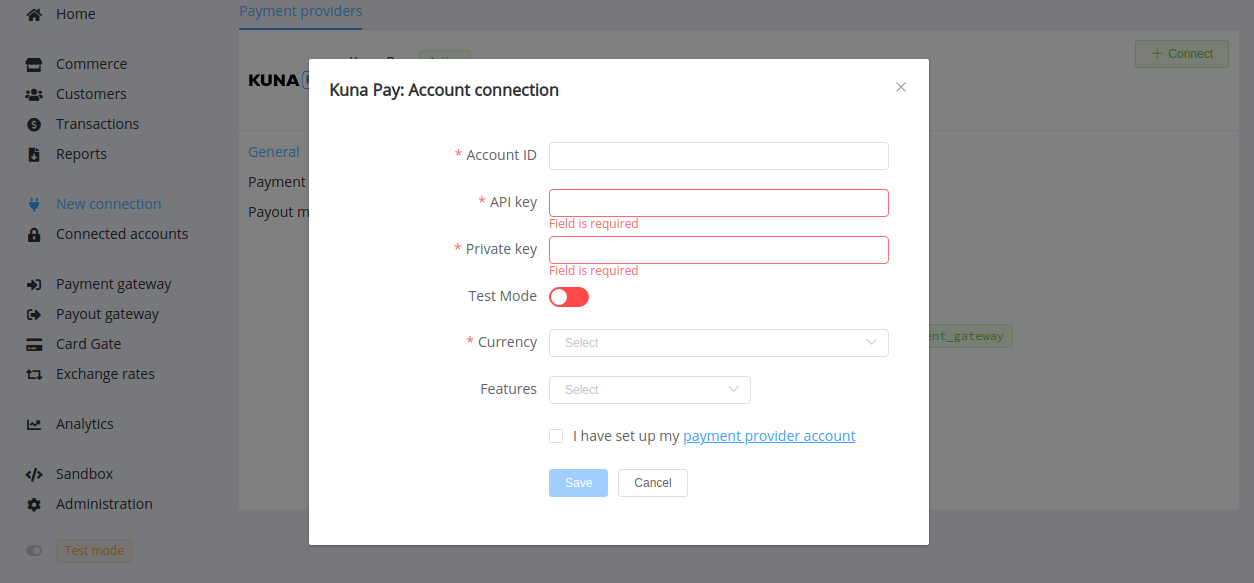 Home
Commerce
Customers
Transactions
Reports
New connection
Connected accounts
Payment gateway
Payout gateway
Card Gate
Exchange rates
Analytics
Sandbox
Administration
Test mode
Payment providers
KUNA
+ Connect
General
Payment
Payout m
ent_gateway
Kuna Pay: Account connection
* Account ID
* API key
Field is required
* Private key
Field is required
Test Mode
* Currency Select
Features Select
I have set up my payment provider account
Save Cancel